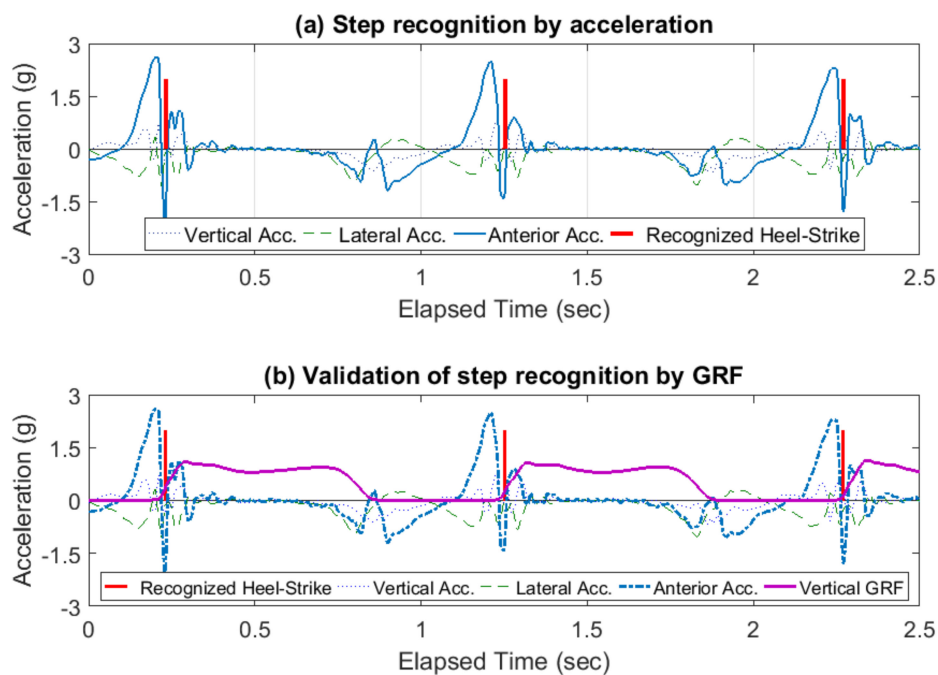 (a) Step recognition by acceleration
Acceleration (g)
3
1.5
0
-1.5
-3
Vertical Acc. Lateral Acc. Anterior Acc. Recognized Heel-Strike
0 0.5 1 1.5 2 2.5
Elapsed Time (sec)
(b) Validation of step recognition by GRF
Acceleration (g)
3
1.5
0
-1.5
-3
Recognized Heel-Strike Vertical Acc. Lateral Acc. Anterior Acc. Vertical GRF
0 0.5 1 1.5 2 2.5
Elapsed Time (sec)